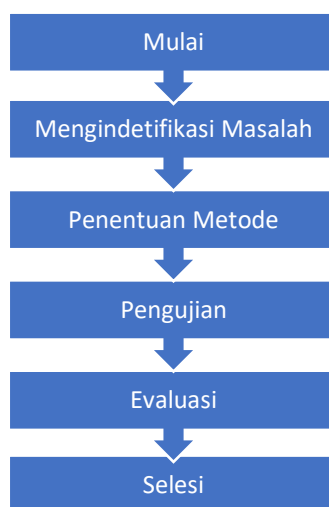 Mulai
Mengindetifikasi Masalah
Penentuan Metode
Pengujian
Evaluasi
Selesi